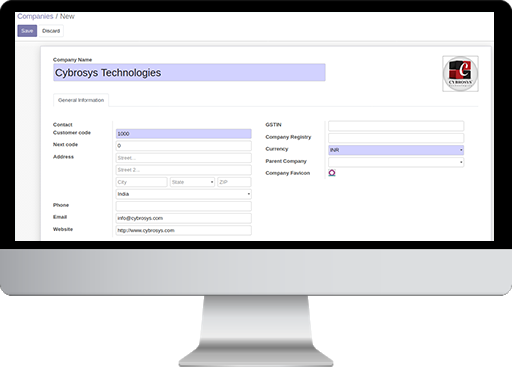 Companies / New
Save Discard
Company Name
Cybrosys Technologies
CYBROSYS
General Information
Contact
Customer code 1000
Next code 0
Address Street...
Street 2...
City State ZIP
India
Phone
Email info@cybrosys.com
Website http://www.cybrosys.com
GSTIN
Company Registry
Currency INR
Parent Company
Company Favicon